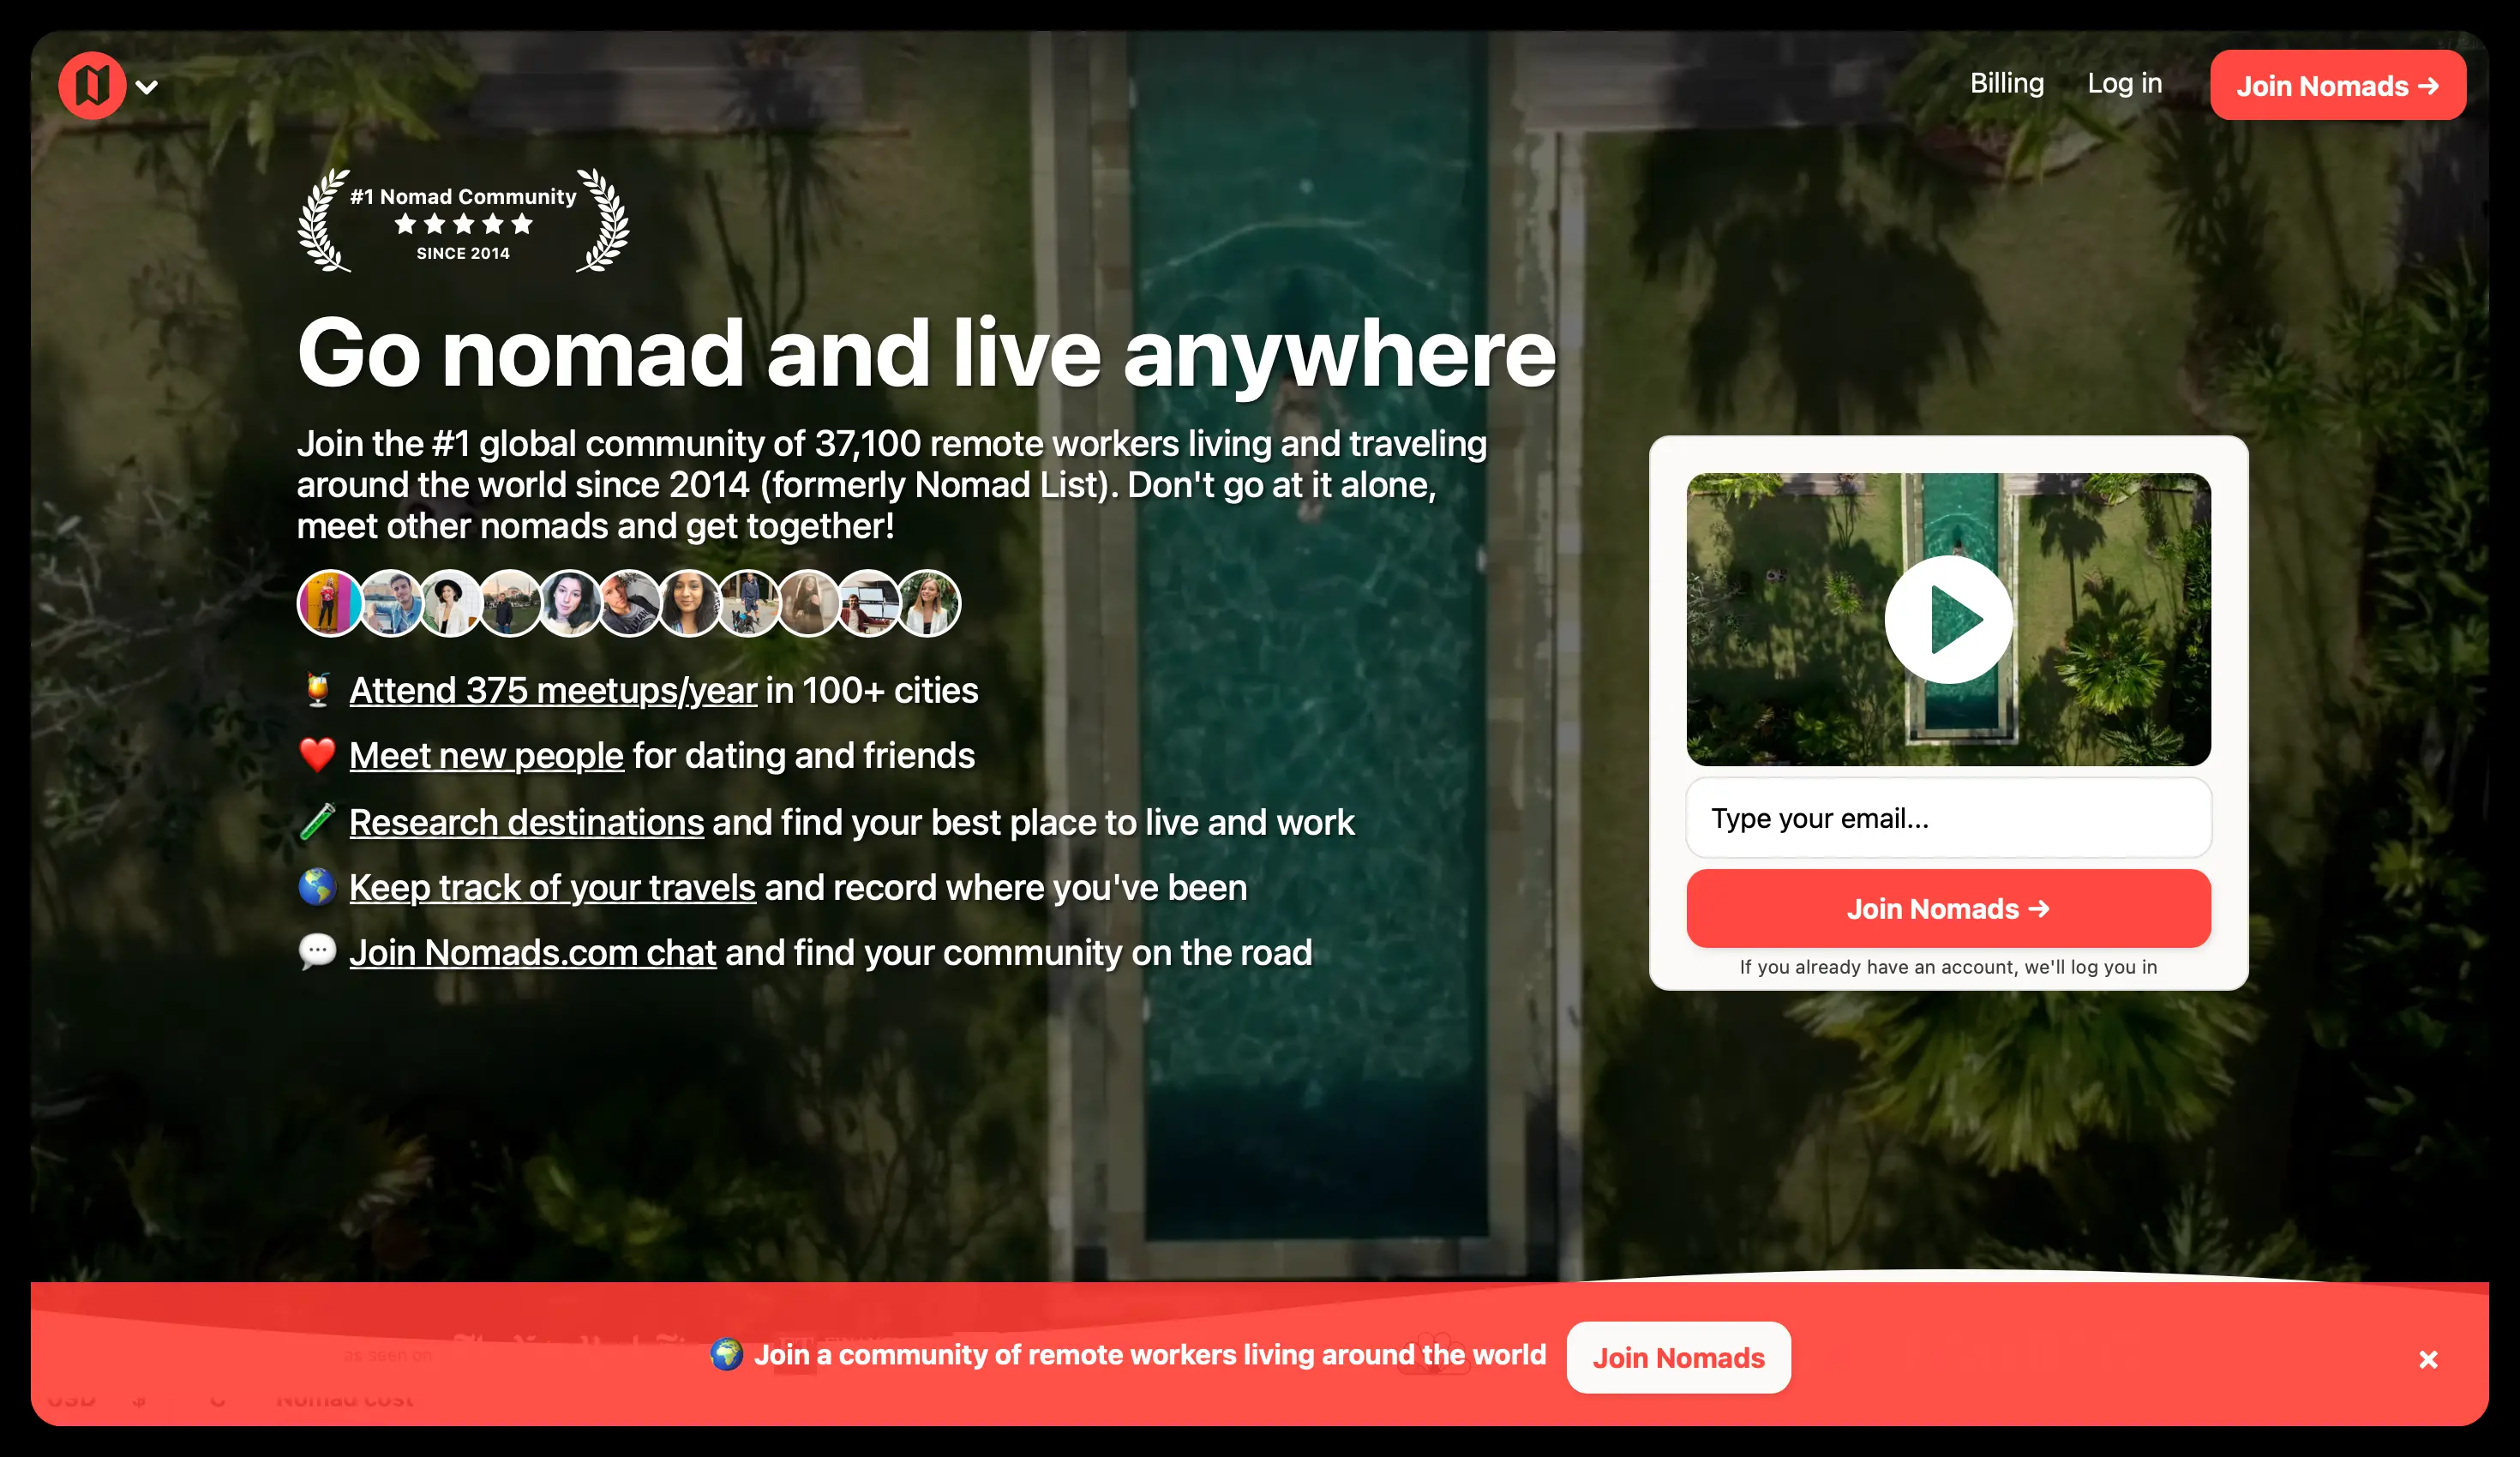 Billing
Log in
Join Nomads →
#1 Nomad Community
★★★★★
SINCE 2014
Go nomad and live anywhere
Join the #1 global community of 37,100 remote workers living and traveling
around the world since 2014 (formerly Nomad List). Don't go at it alone,
meet other nomads and get together!
🍹 Attend 375 meetups/year in 100+ cities
❤️ Meet new people for dating and friends
🧪 Research destinations and find your best place to live and work
🌎 Keep track of your travels and record where you've been
💬 Join Nomads.com chat and find your community on the road
Type your email...
Join Nomads →
If you already have an account, we'll log you in
as seen on
🌍 Join a community of remote workers living around the world
Join Nomads
×
USD $ C Nomad cost